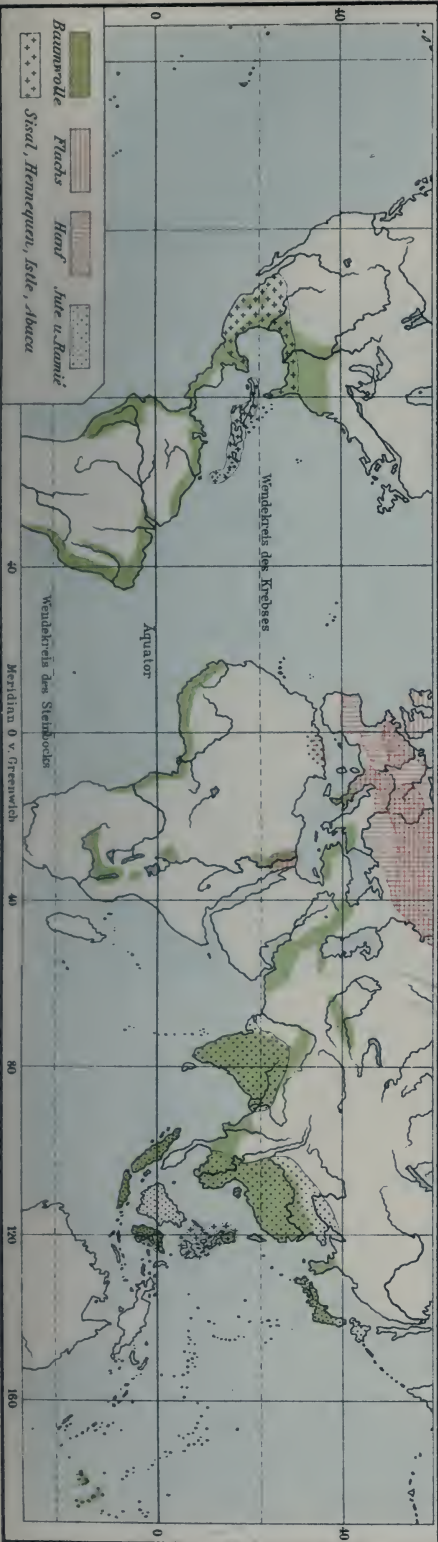 Baumwolle
Flachs
Hanf
Jute u. Ramié
Sisal, Hennequen, Istle, Abaca
Wendekreis des Krebses
Äquator
Wendekreis des Steinbocks
Meridian 0 v. Greenwich
40
0
40
0
40
0
40
80
120
160